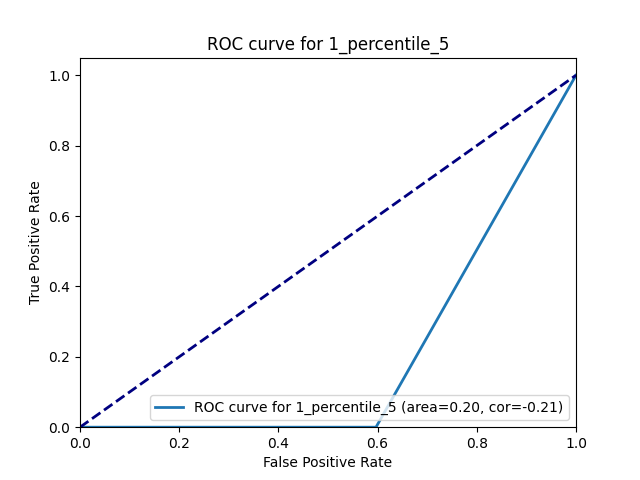 ROC curve for 1_percentile_5
1.0
0.8
0.6
0.4
0.2
0.0
True Positive Rate
ROC curve for 1_percentile_5 (area=0.20, cor=-0.21)
0.0 0.2 0.4 0.6 0.8 1.0
False Positive Rate